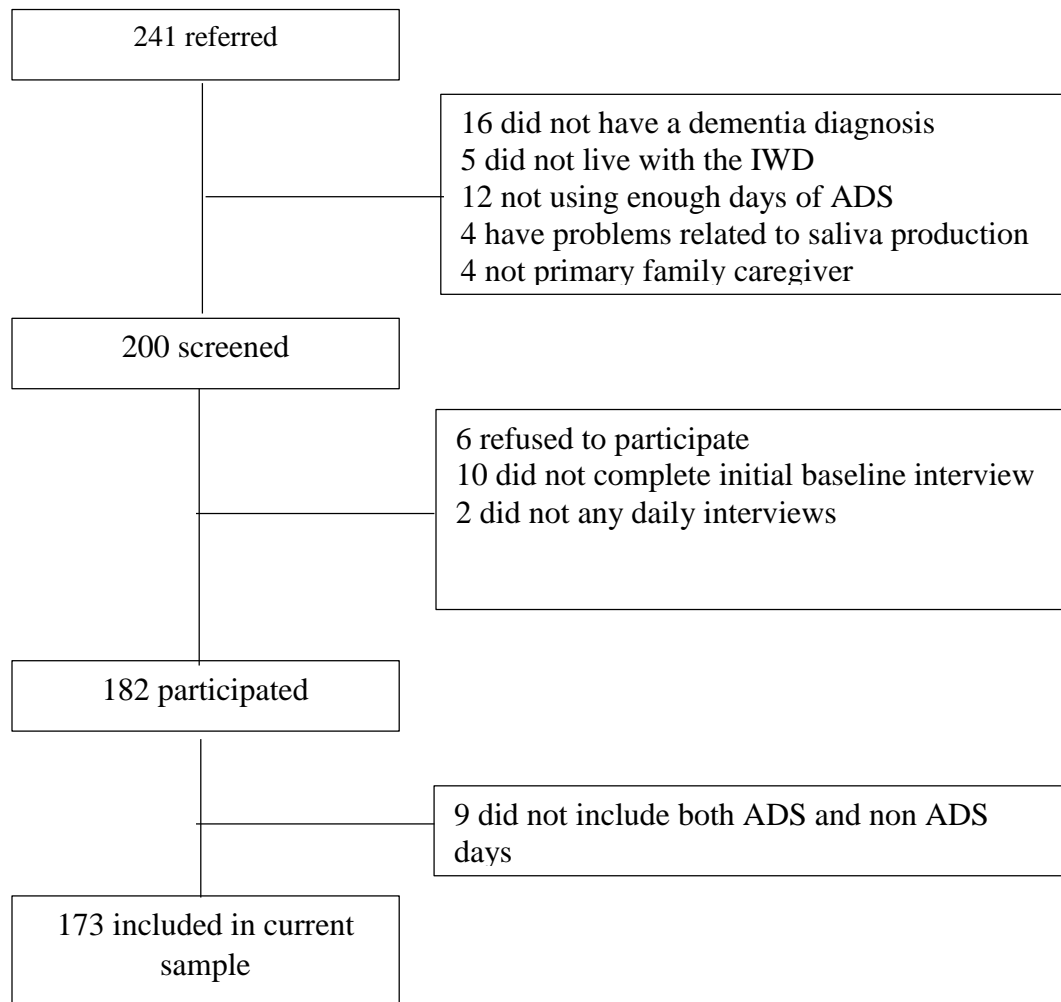 241 referred
16 did not have a dementia diagnosis
5 did not live with the IWD
12 not using enough days of ADS
4 have problems related to saliva production
4 not primary family caregiver
200 screened
6 refused to participate
10 did not complete initial baseline interview
2 did not any daily interviews
182 participated
9 did not include both ADS and non ADS
days
173 included in current
sample